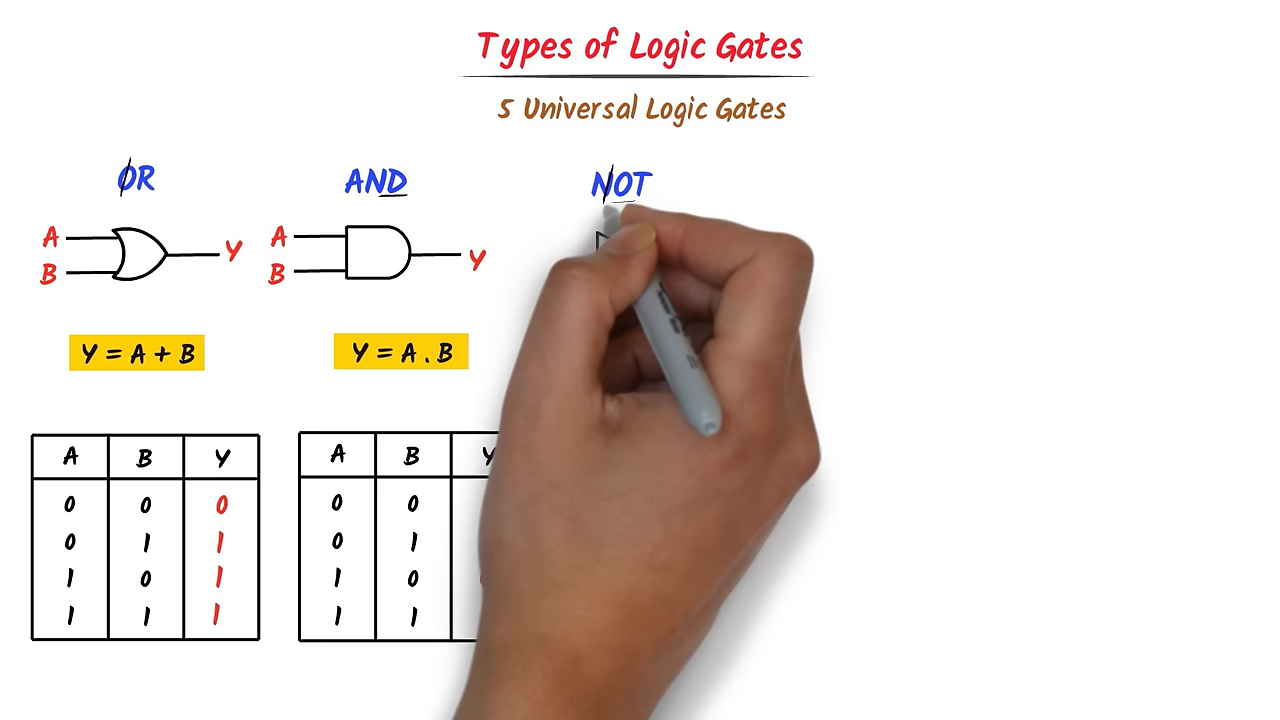 Types of Logic Gates
5 Universal Logic Gates
OR AND NOT
A B Y
A B Y
Y = A + B
Y = A . B
A B Y
0 0 0
0 1 1
1 0 1
1 1 1
A B Y
0 0
0 1
1 0
1 1